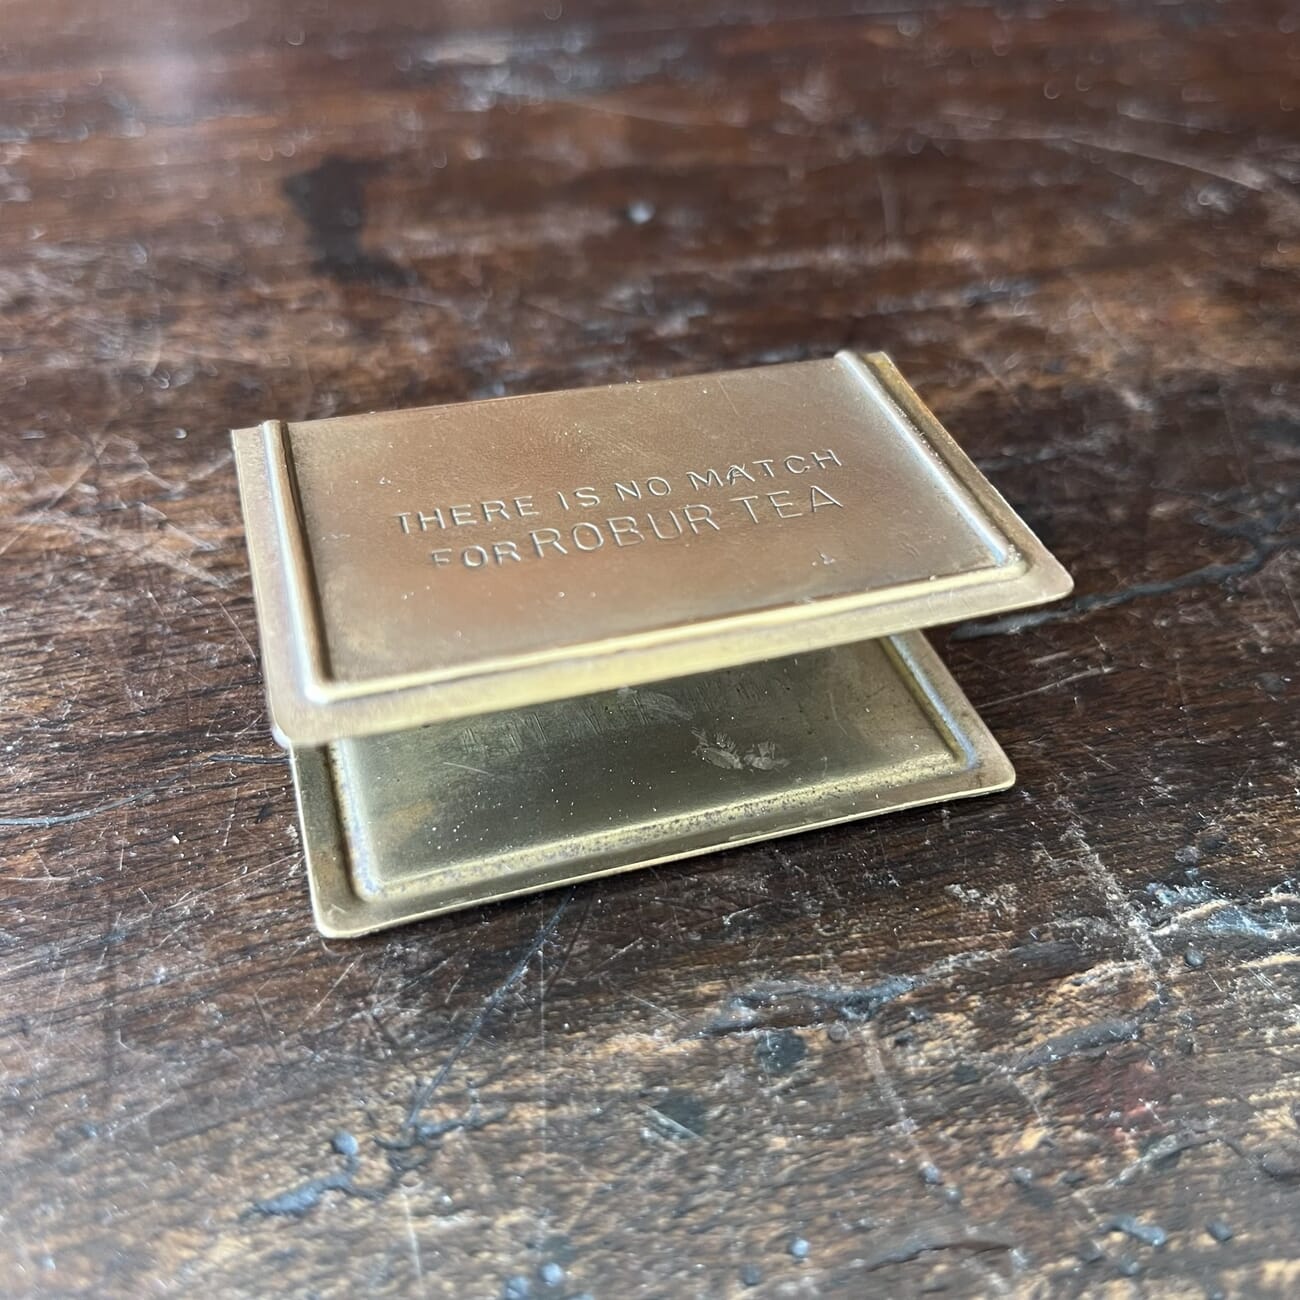 THERE IS NO MATCH
FOR ROBUR TEA